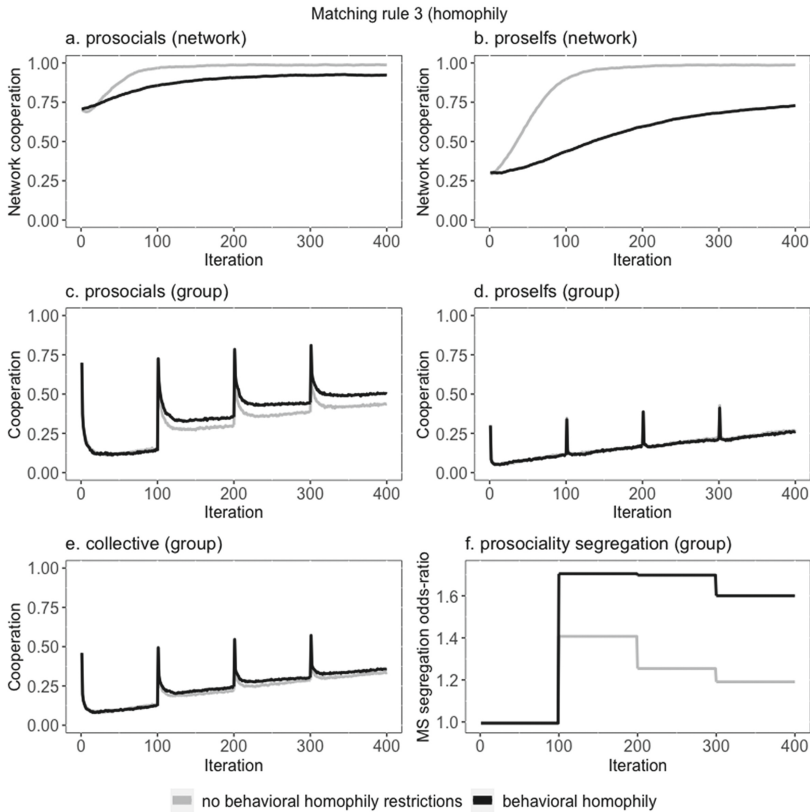 Matching rule 3 (homophily
a. prosocials (network)
b. proselfs (network)
Network cooperation
1.00
0.75
0.50
0.25
0.00
0 100 200 300 400
Iteration
Network cooperation
1.00
0.75
0.50
0.25
0.00
0 100 200 300 400
Iteration
c. prosocials (group)
d. proselfs (group)
Cooperation
1.00
0.75
0.50
0.25
0.00
0 100 200 300 400
Iteration
Cooperation
1.00
0.75
0.50
0.25
0.00
0 100 200 300 400
Iteration
e. collective (group)
f. prosociality segregation (group)
Cooperation
1.00
0.75
0.50
0.25
0.00
0 100 200 300 400
Iteration
MS segregation odds-ratio
1.6
1.4
1.2
1.0
0 100 200 300 400
Iteration
no behavioral homophily restrictions behavioral homophily